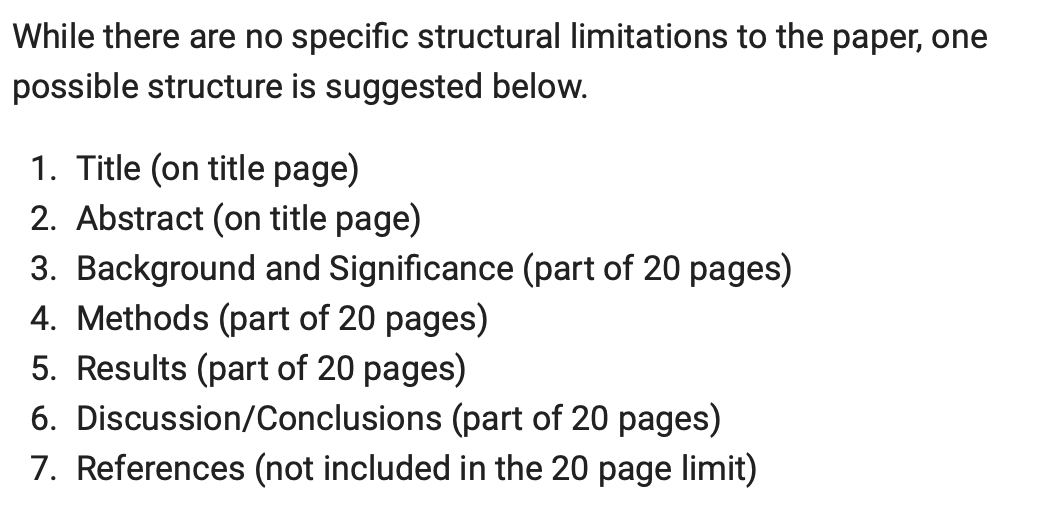 While there are no specific structural limitations to the paper, one
possible structure is suggested below.
1. Title (on title page)
2. Abstract (on title page)
3. Background and Significance (part of 20 pages)
4. Methods (part of 20 pages)
5. Results (part of 20 pages)
6. Discussion/Conclusions (part of 20 pages)
7. References (not included in the 20 page limit)